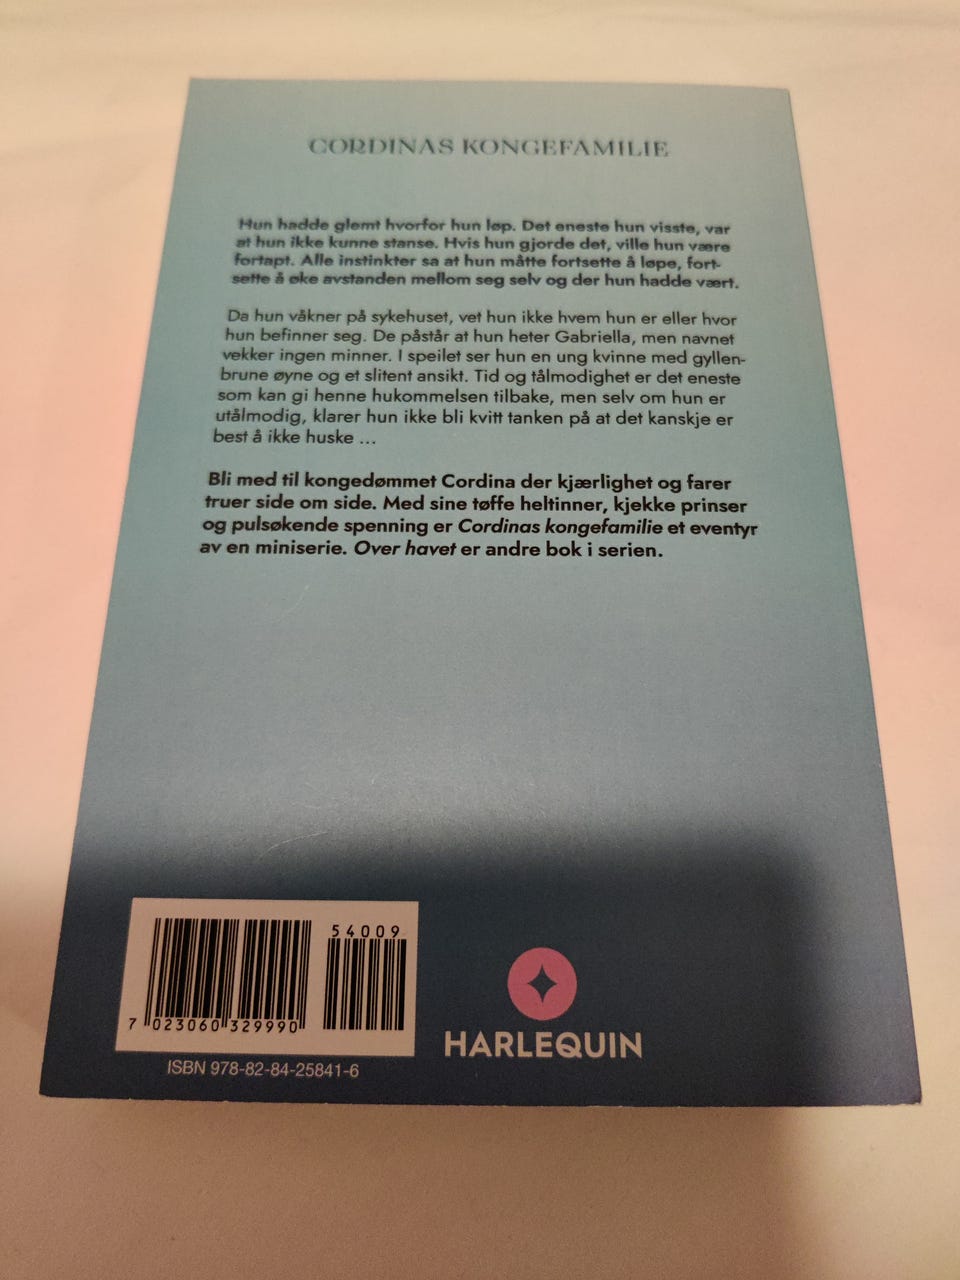 CORDINAS KONGEFAMILIE
Hun hadde glemt hvorfor hun løp. Det eneste hun visste, var
at hun ikke kunne stanse. Hvis hun gjorde det, ville hun være
fortapt. Alle instinkter sa at hun måtte fortsette å løpe, fort-
sette å øke avstanden mellom seg selv og der hun hadde vært.
Da hun våkner på sykehuset, vet hun ikke hvem hun er eller hvor
hun befinner seg. De påstår at hun heter Gabriella, men navnet
vekker ingen minner. I speilet ser hun en ung kvinne med gyllen-
brune øyne og et slitent ansikt. Tid og tålmodighet er det eneste
som kan gi henne hukommelsen tilbake, men selv om hun er
utålmodig, klarer hun ikke bli kvitt tanken på at det kanskje er
best å ikke huske ...
Bli med til kongedømmet Cordina der kjærlighet og farer
truer side om side. Med sine tøffe heltinner, kjekke prinser
og pulsøkende spenning er Cordinas kongefamilie et eventyr
av en miniserie. Over havet er andre bok i serien.
54009
7 023060 329990
ISBN 978-82-84-25841-6
HARLEQUIN